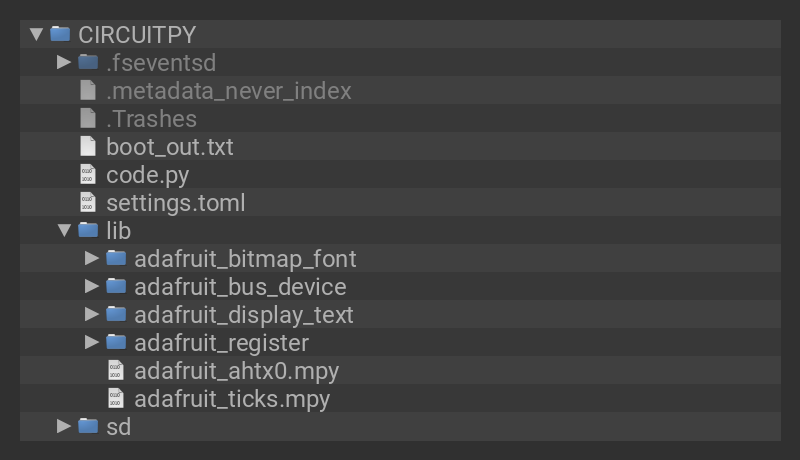 CIRCUITPY
.fseventsd
.metadata_never_index
.Trashes
boot_out.txt
code.py
settings.toml
lib
adafruit_bitmap_font
adafruit_bus_device
adafruit_display_text
adafruit_register
adafruit_ahtx0.mpy
adafruit_ticks.mpy
sd